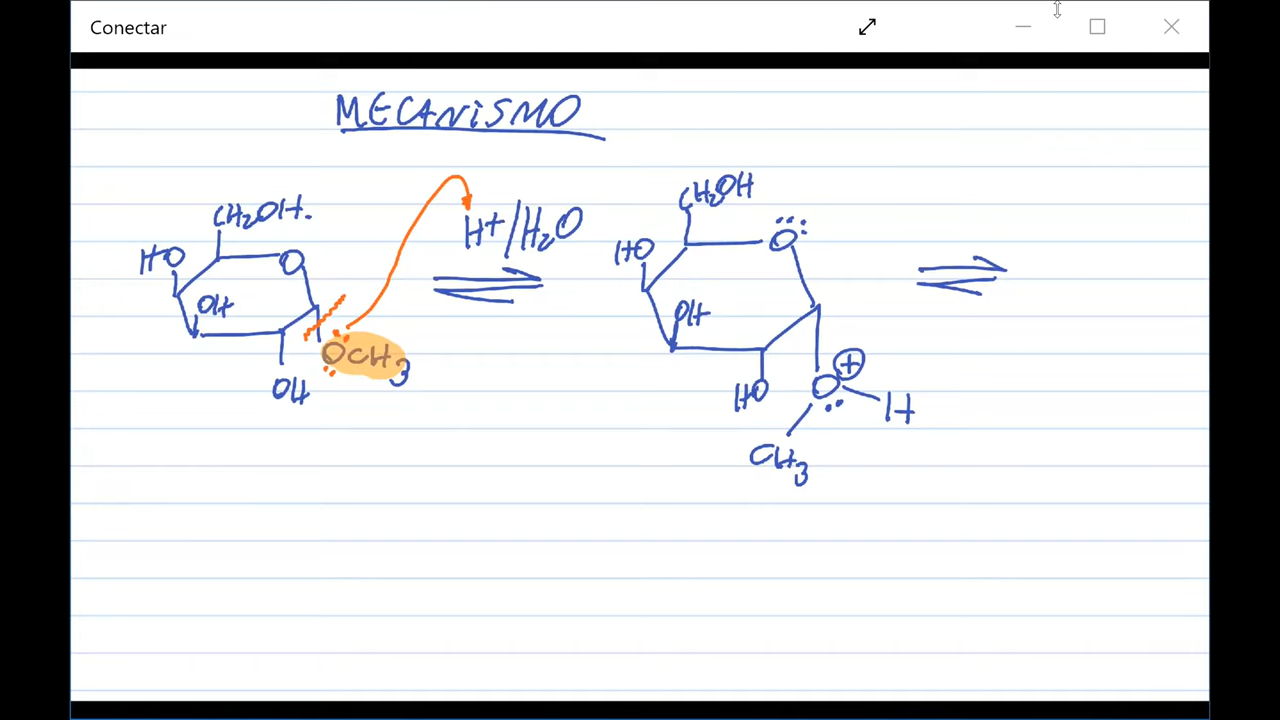 Conectar
MECANISMO
CH2OH.
HO
O
OH
OCH3
OH
H+/H2O
CH2OH
HO
O
OH
HO
O
+
H
CH3